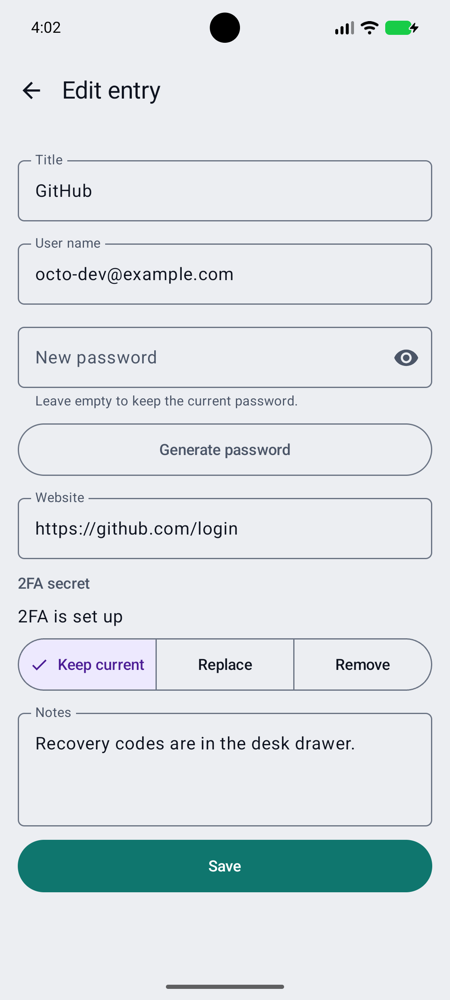 4:02
Edit entry
Title
GitHub
User name
octo-dev@example.com
New password
Leave empty to keep the current password.
Generate password
Website
https://github.com/login
2FA secret
2FA is set up
Keep current
Replace
Remove
Notes
Recovery codes are in the desk drawer.
Save